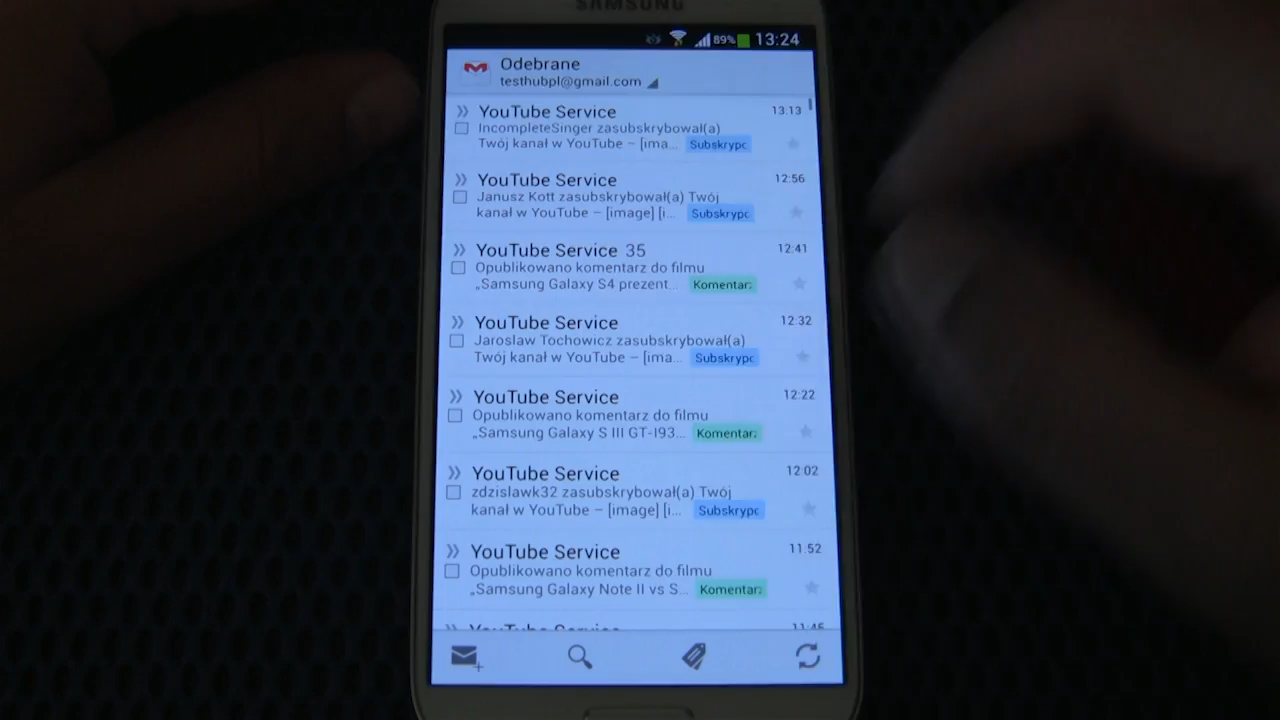 SAMSUNG
89% 13:24
Odebrane
testhubpl@gmail.com
YouTube Service 13:13
IncompleteSinger zasubskrybował(a)
Twój kanał w YouTube – [ima... Subskrypc
YouTube Service 12:56
Janusz Kott zasubskrybował(a) Twój
kanał w YouTube – [image] [i... Subskrypc
YouTube Service 35 12:41
Opublikowano komentarz do filmu
„Samsung Galaxy S4 prezent... Komentarz
YouTube Service 12:32
Jaroslaw Tochowicz zasubskrybował(a)
Twój kanał w YouTube – [ima... Subskrypc
YouTube Service 12:22
Opublikowano komentarz do filmu
„Samsung Galaxy S III GT-I93... Komentarz
YouTube Service 12:02
zdzislawk32 zasubskrybował(a) Twój
kanał w YouTube – [image] [i... Subskrypc
YouTube Service 11:52
Opublikowano komentarz do filmu
„Samsung Galaxy Note II vs S... Komentarz
YouTube Service 11:45